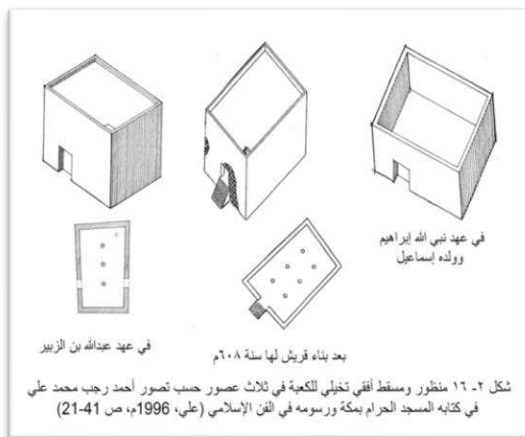 في عهد نبي الله إبراهيم
وولده إسماعيل
بعد بناء قريش لها سنة ٦٠٨م
في عهد عبدالله بن الزبير
شكل ٢- ١٦ منظور ومسقط أفقي تخيلي للكعبة في ثلاث عصور حسب تصور أحمد رجب محمد علي
في كتابه المسجد الحرام بمكة ورسومه في الفن الإسلامي (علي، 1996م، ص 41-21)